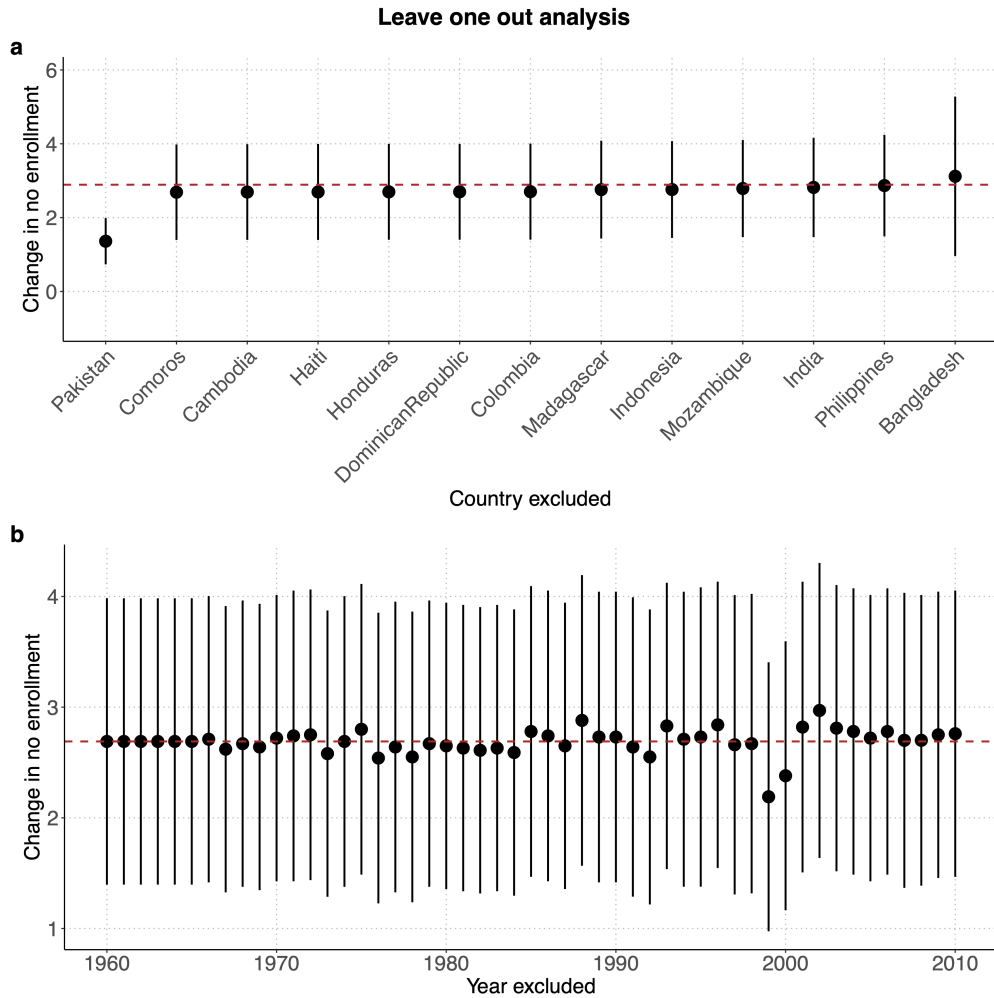 Leave one out analysis
a
Change in no enrollment
6
4
2
0
Pakistan
Comoros
Cambodia
Haiti
Honduras
DominicanRepublic
Colombia
Madagascar
Indonesia
Mozambique
India
Philippines
Bangladesh
Country excluded
b
Change in no enrollment
4
3
2
1
1960 1970 1980 1990 2000 2010
Year excluded